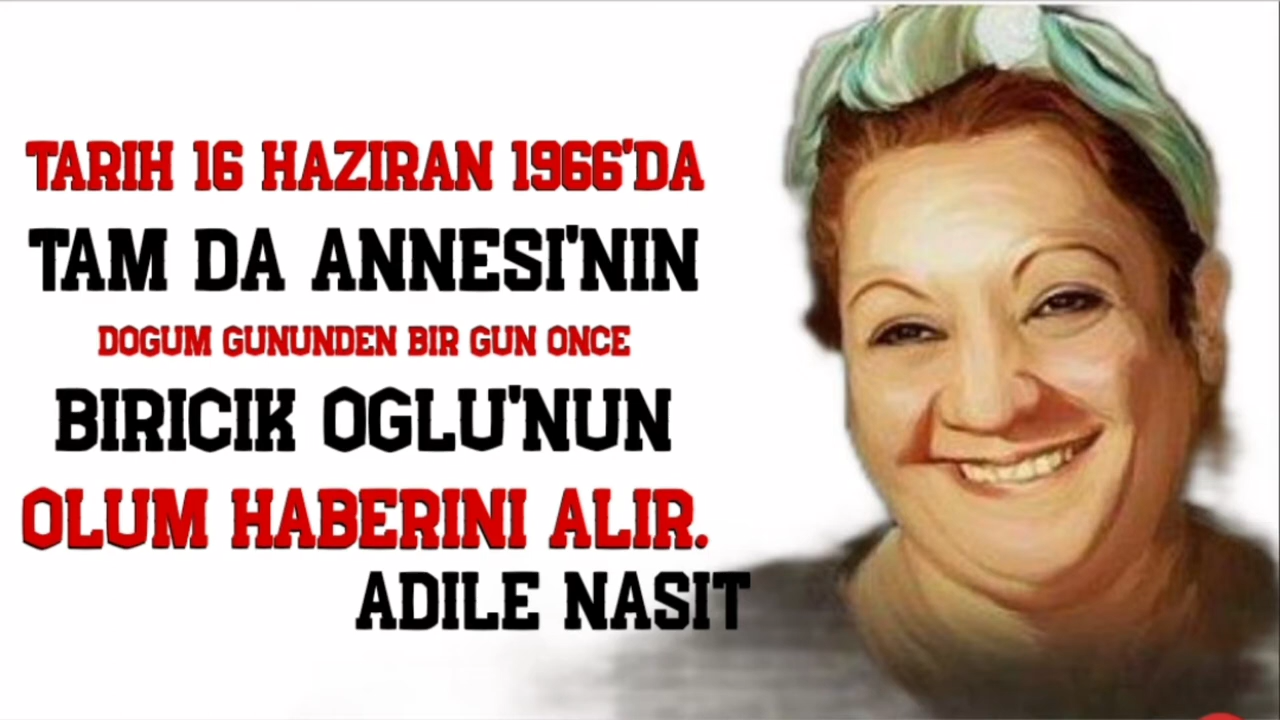 TARIH 16 HAZIRAN 1966'DA
TAM DA ANNESI'NIN
DOGUM GUNUNDEN BIR GUN ONCE
BIRICIK OGLU'NUN
OLUM HABERINI ALIR.
ADILE NASIT